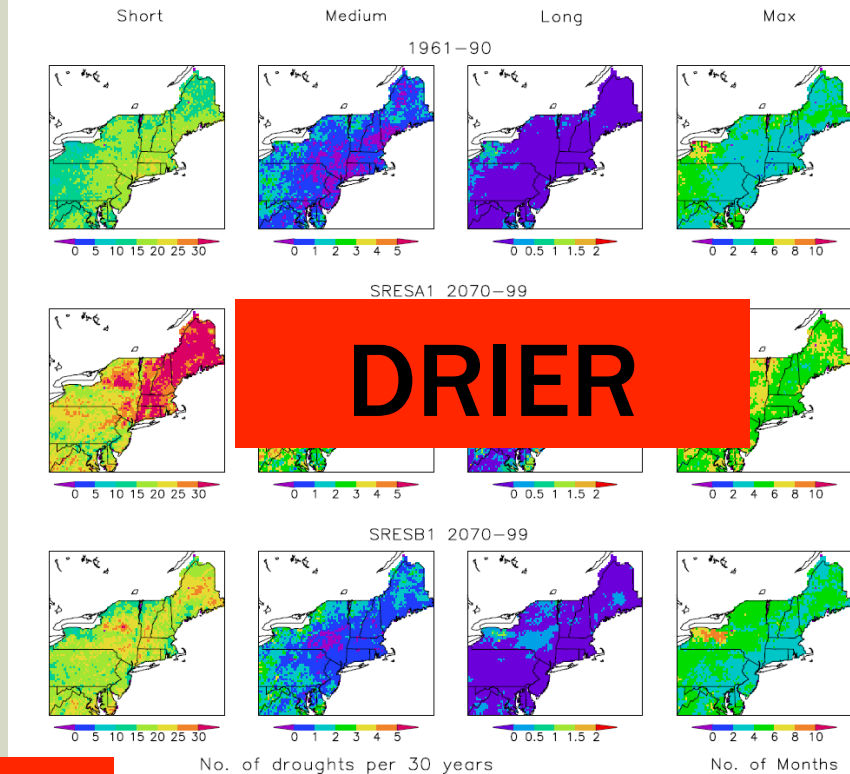 Short Medium Long Max
1961-90
0 5 10 15 20 25 30 0 1 2 3 4 5 0 0.5 1 1.5 2 0 2 4 6 8 10
SRESA1 2070-99
DRIER
0 5 10 15 20 25 30 0 1 2 3 4 5 0 0.5 1 1.5 2 0 2 4 6 8 10
SRESB1 2070-99
0 5 10 15 20 25 30 0 1 2 3 4 5 0 0.5 1 1.5 2 0 2 4 6 8 10
No. of droughts per 30 years No. of Months